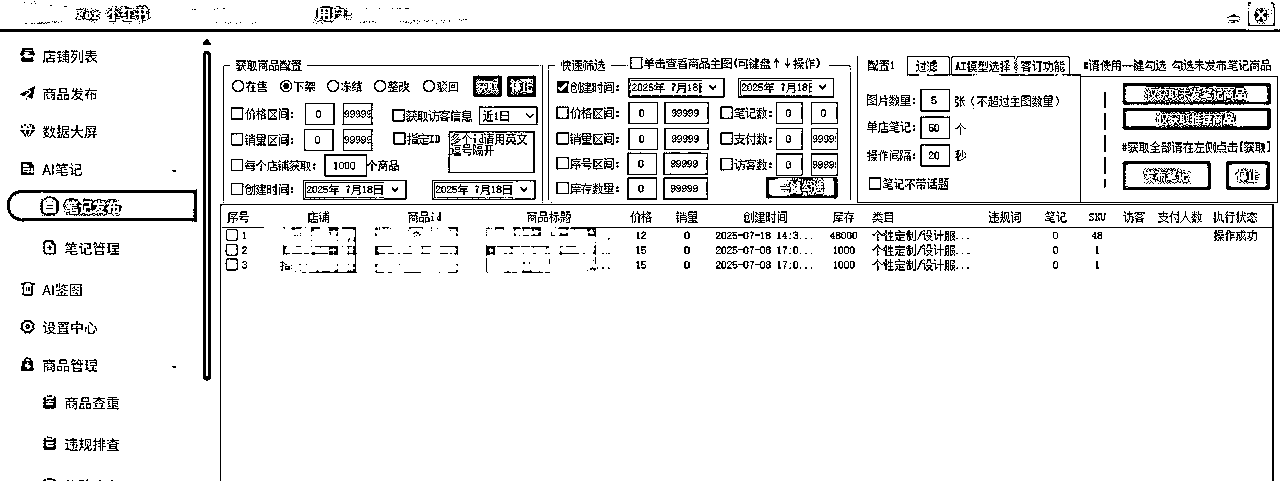 小红书
用户:
店铺列表
商品发布
数据大屏
AI笔记
笔记发布
笔记管理
AI鉴图
设置中心
商品管理
商品查重
违规排查
获取商品配置
在售 下架 冻结 整改 驳回 获取 停止
价格区间: 0 99999 获取访客信息 近1日
销量区间: 0 99999 指定ID 多个id请用英文
逗号隔开
每个店铺获取: 1000 个商品
创建时间: 2025年 7月18日 2025年 7月18日
快速筛选 单击查看商品主图(可键盘↑↓操作)
创建时间: 2025年 7月18日 2025年 7月18日
价格区间: 0 99999 笔记数: 0 0
销量区间: 0 99999 支付数: 0 9999
序号区间: 0 99999 访客数: 0 9999
库存数量: 0 99999 一键勾选
配置1 过滤 AI模型选择 客订功能
图片数量: 5 张（不超过主图数量）
单店笔记: 50 个
操作间隔: 20 秒
笔记不带话题
#请使用一键勾选 勾选未发布笔记商品
#获取全部请在左侧点击[获取]
发布笔记 停止
序号 店铺 商品id 商品标题 价格 销量 创建时间 库存 类目 违规词 笔记 SKU 访客 支付人数 执行状态
1 12 0 2025-07-18 14:3... 48000 个性定制/设计服... 0 48 操作成功
2 15 0 2025-07-08 17:0... 1000 个性定制/设计服... 0 1
3 15 0 2025-07-08 17:0... 1000 个性定制/设计服... 0 1